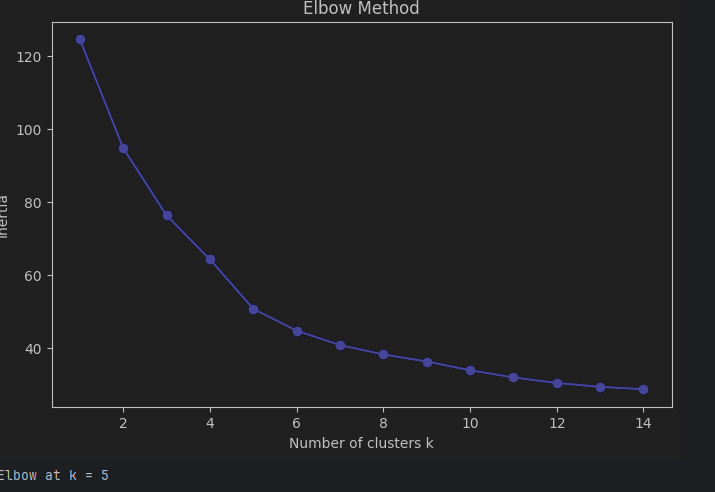 Elbow Method
120
100
80
60
40
Inertia
2 4 6 8 10 12 14
Number of clusters k
Elbow at k = 5